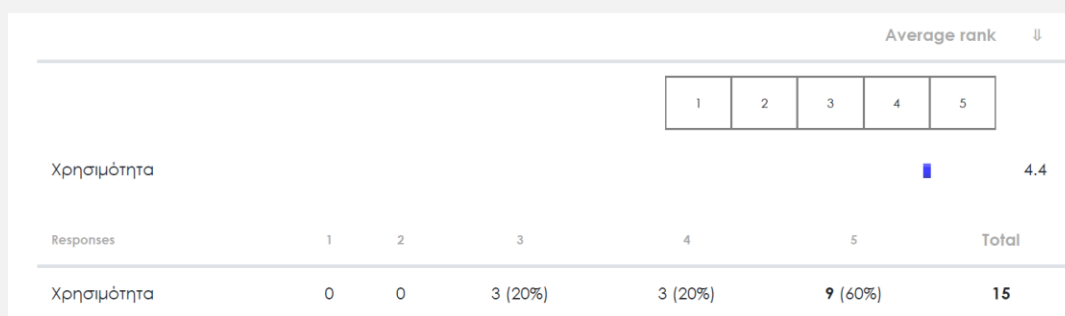 Average rank ⇓
1 2 3 4 5
Χρησιμότητα 4.4
Responses 1 2 3 4 5 Total
Χρησιμότητα 0 0 3 (20%) 3 (20%) 9 (60%) 15